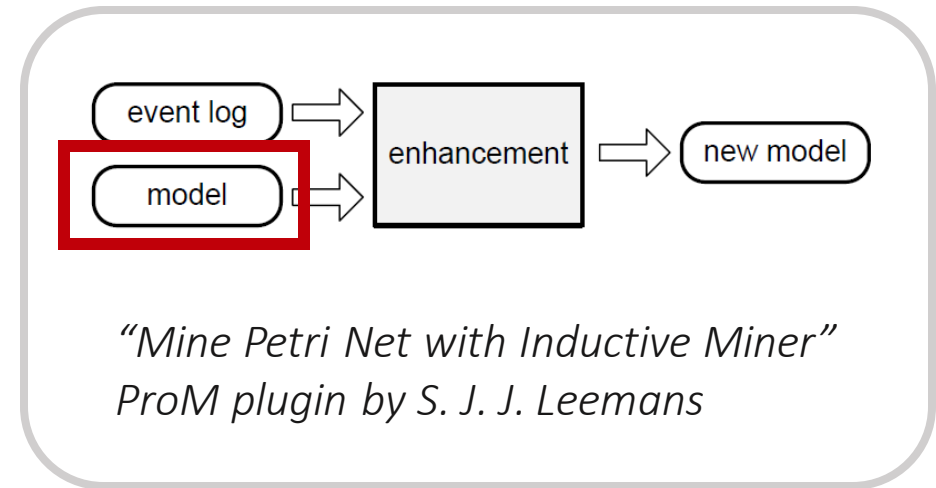 event log
model
enhancement
new model
“Mine Petri Net with Inductive Miner”
ProM plugin by S. J. J. Leemans